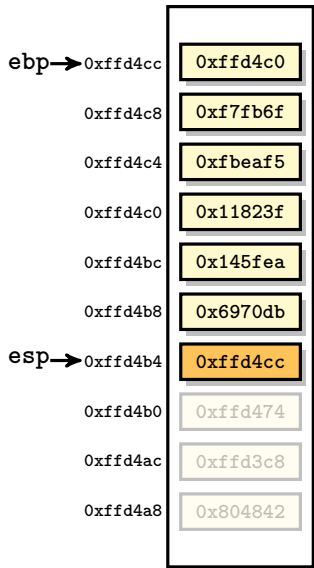 ebp 0xffd4cc 0xffd4c0
0xffd4c8 0xf7fb6f
0xffd4c4 0xfbeaf5
0xffd4c0 0x11823f
0xffd4bc 0x145fea
0xffd4b8 0x6970db
esp 0xffd4b4 0xffd4cc
0xffd4b0 0xffd474
0xffd4ac 0xffd3c8
0xffd4a8 0x804842